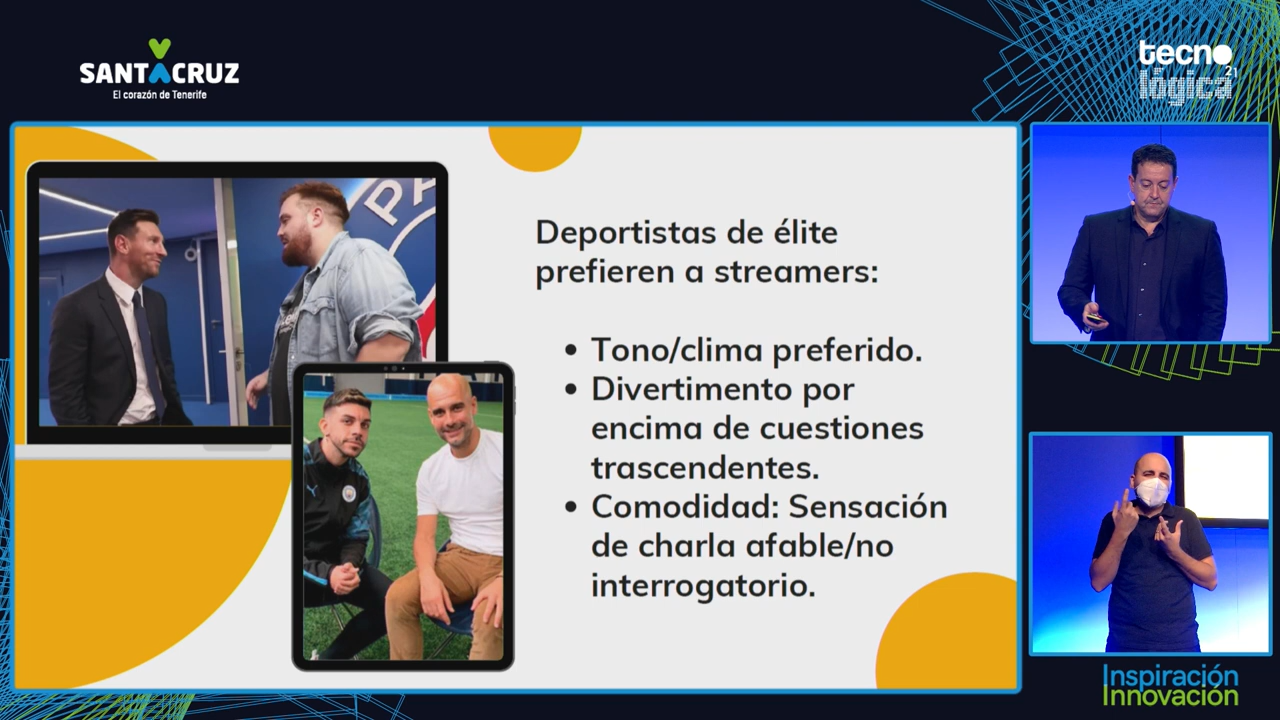 SANTACRUZ
El corazón de Tenerife
tecno
lógica
21
PA
Deportistas de élite
prefieren a streamers:
• Tono/clima preferido.
• Divertimento por
encima de cuestiones
trascendentes.
• Comodidad: Sensación
de charla afable/no
interrogatorio.
Inspiración
Innovación